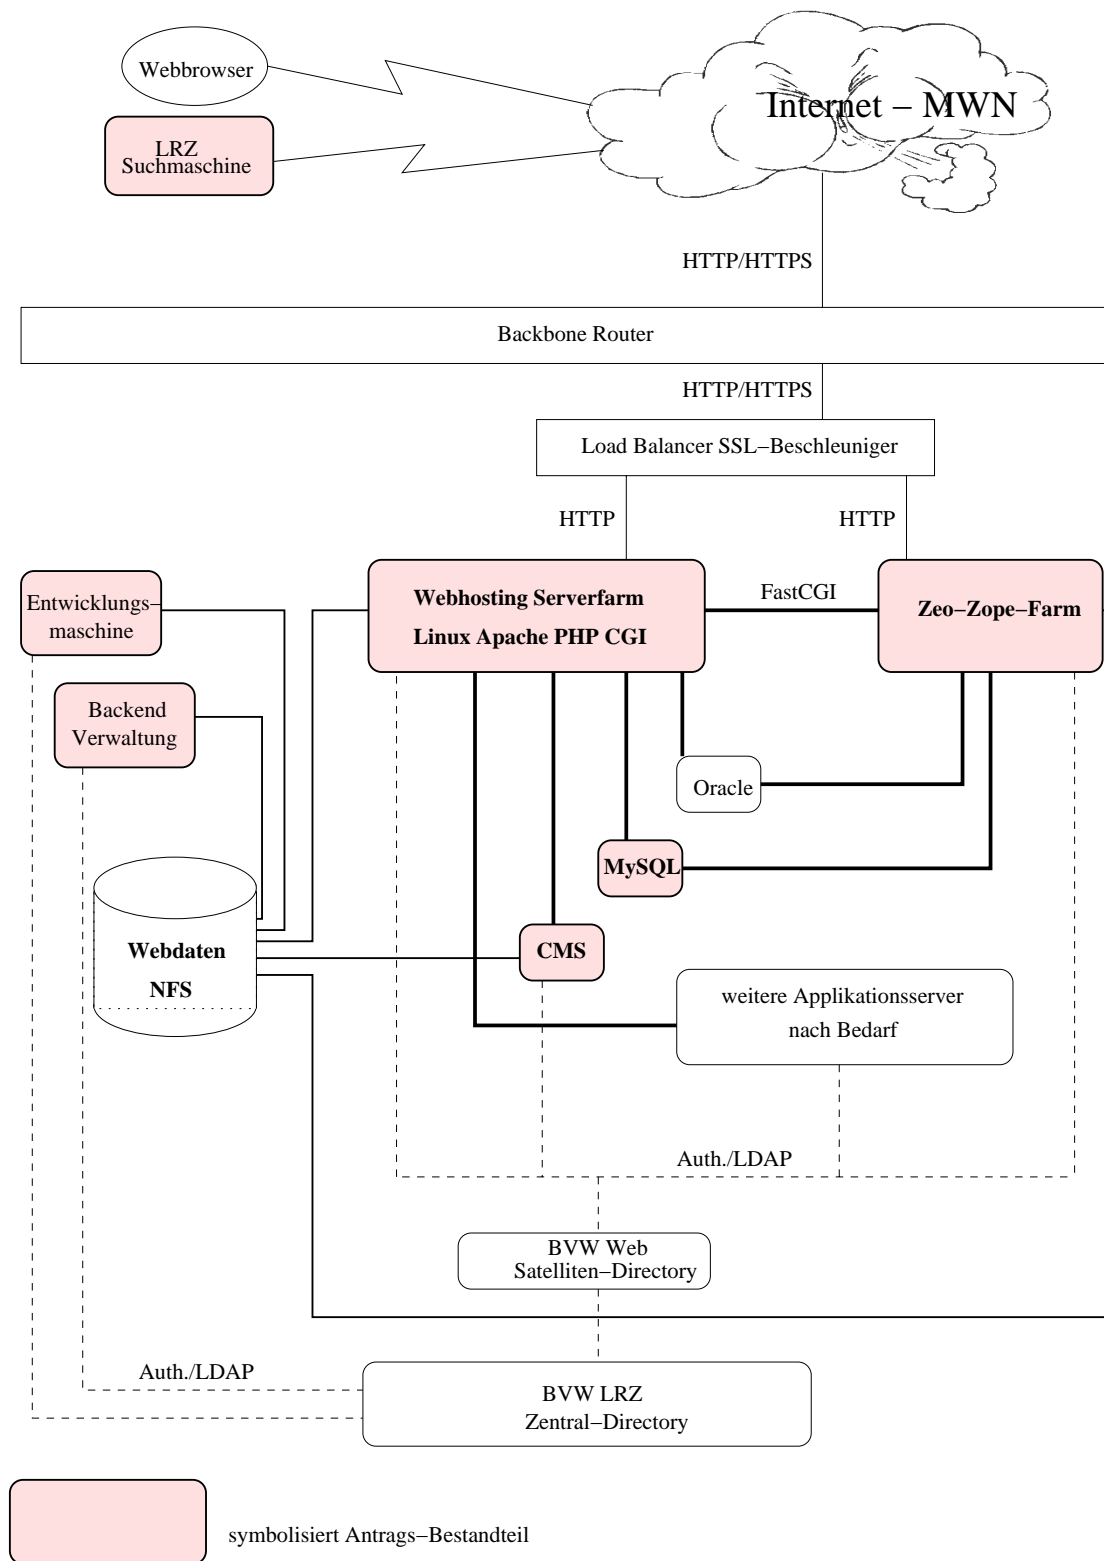 Webbrowser
Internet – MWN
LRZ
Suchmaschine
HTTP/HTTPS
Backbone Router
HTTP/HTTPS
Load Balancer SSL–Beschleuniger
HTTP
HTTP
Entwicklungs–
maschine
Webhosting Serverfarm
Linux Apache PHP CGI
FastCGI
Zeo–Zope–Farm
Backend
Verwaltung
Oracle
MySQL
Webdaten
NFS
CMS
weitere Applikationsserver
nach Bedarf
Auth./LDAP
BVW Web
Satelliten–Directory
Auth./LDAP
BVW LRZ
Zentral–Directory
symbolisiert Antrags–Bestandteil